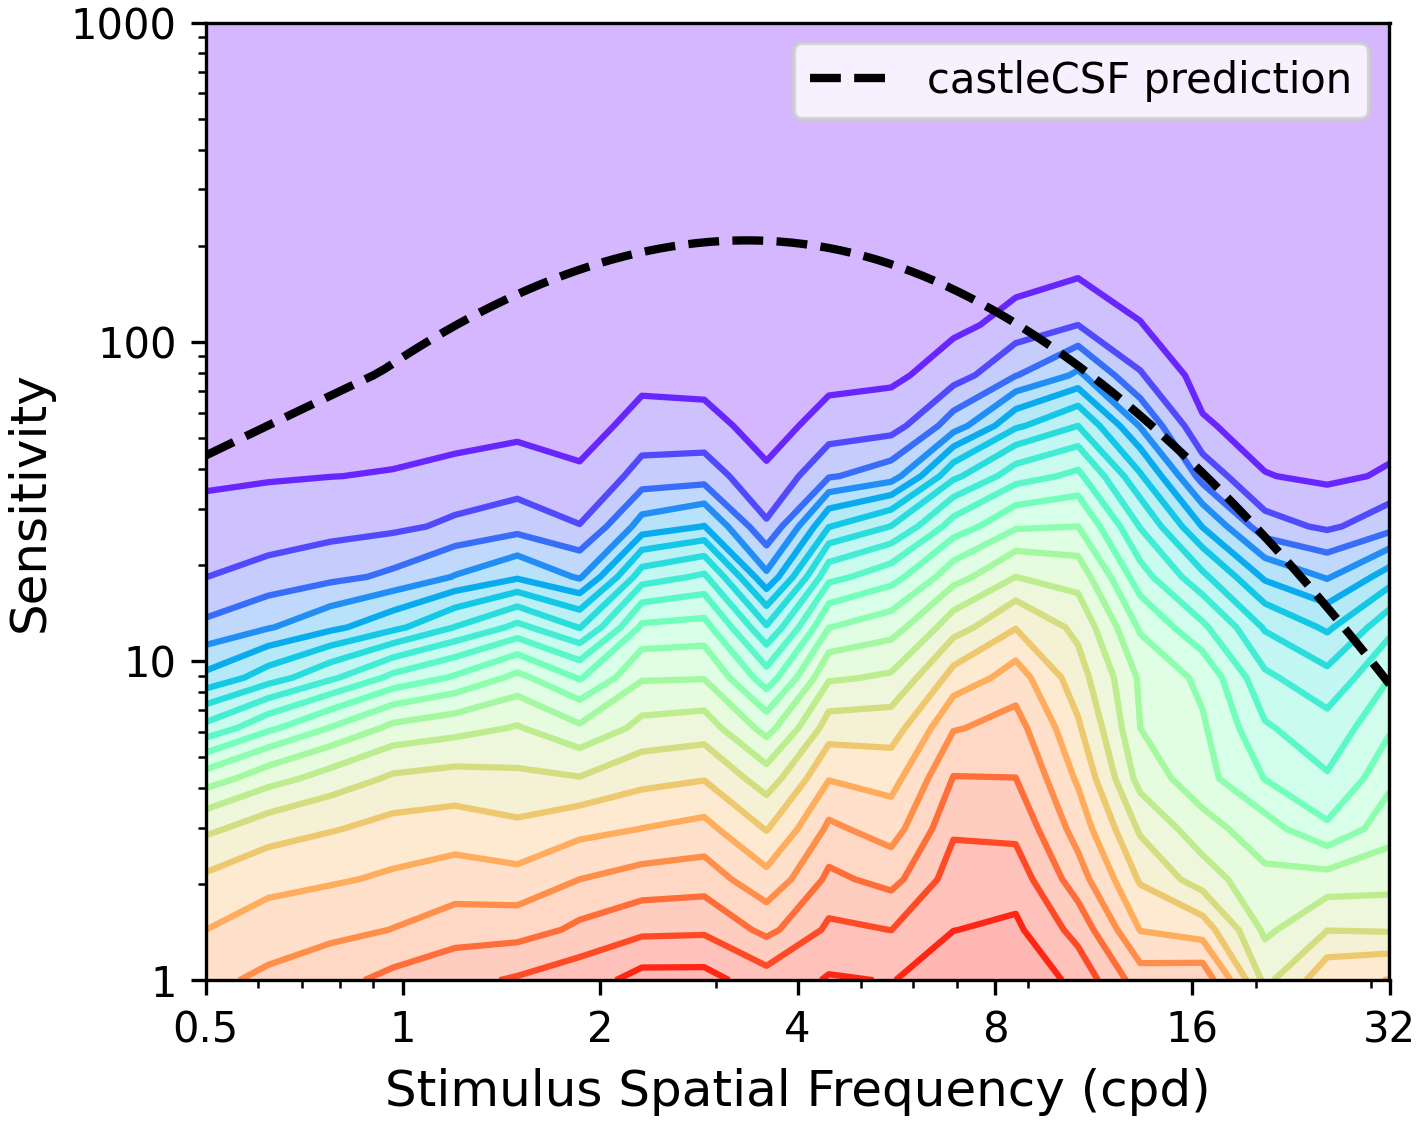 1000
castleCSF prediction
100
10
1
Sensitivity
0.5 1 2 4 8 16 32
Stimulus Spatial Frequency (cpd)